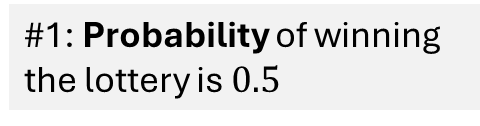 #1: Probability of winning
the lottery is 0.5